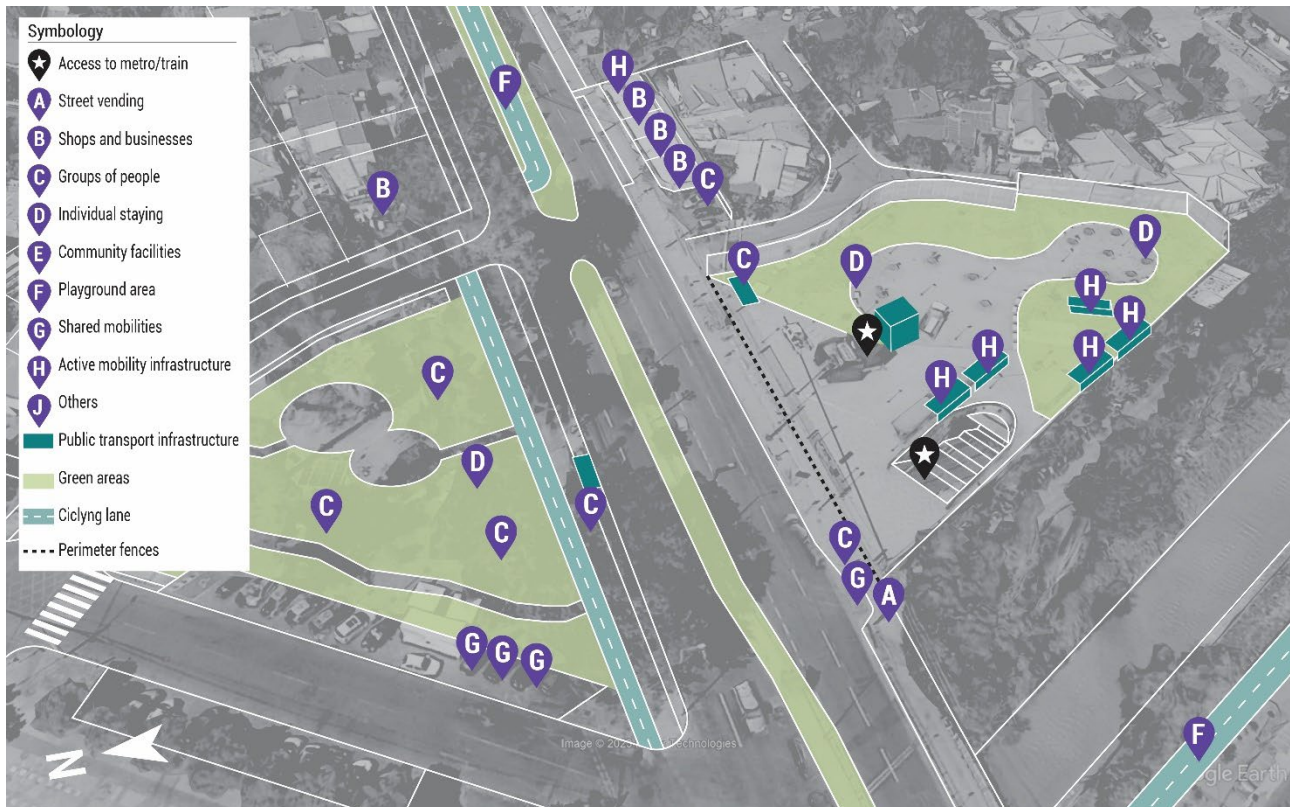 Symbology
Access to metro/train
A Street vending
B Shops and businesses
C Groups of people
D Individual staying
E Community facilities
F Playground area
G Shared mobilities
H Active mobility infrastructure
J Others
Public transport infrastructure
Green areas
Ciclyng lane
Perimeter fences
F
H
B
B
B
C
B
C
D
D
H
H
H
H
H
C
D
C
C
C
C
G
A
G
G
G
F
N
Image © 2025 Technologies
gle Earth